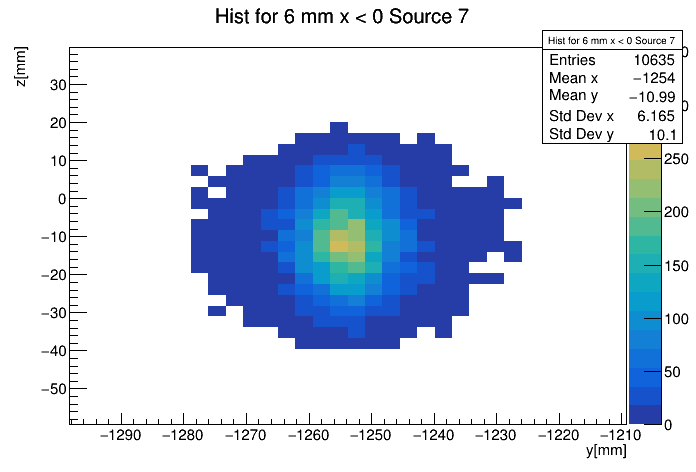 Hist for 6 mm x < 0 Source 7
z[mm]
Hist for 6 mm x < 0 Source 7
Entries 10635
Mean x −1254
Mean y −10.99
Std Dev x 6.165
Std Dev y 10.1
30
20
10
0
−10
−20
−30
−40
−50
250
200
150
100
50
0
−1290 −1280 −1270 −1260 −1250 −1240 −1230 −1220 −1210
y[mm]